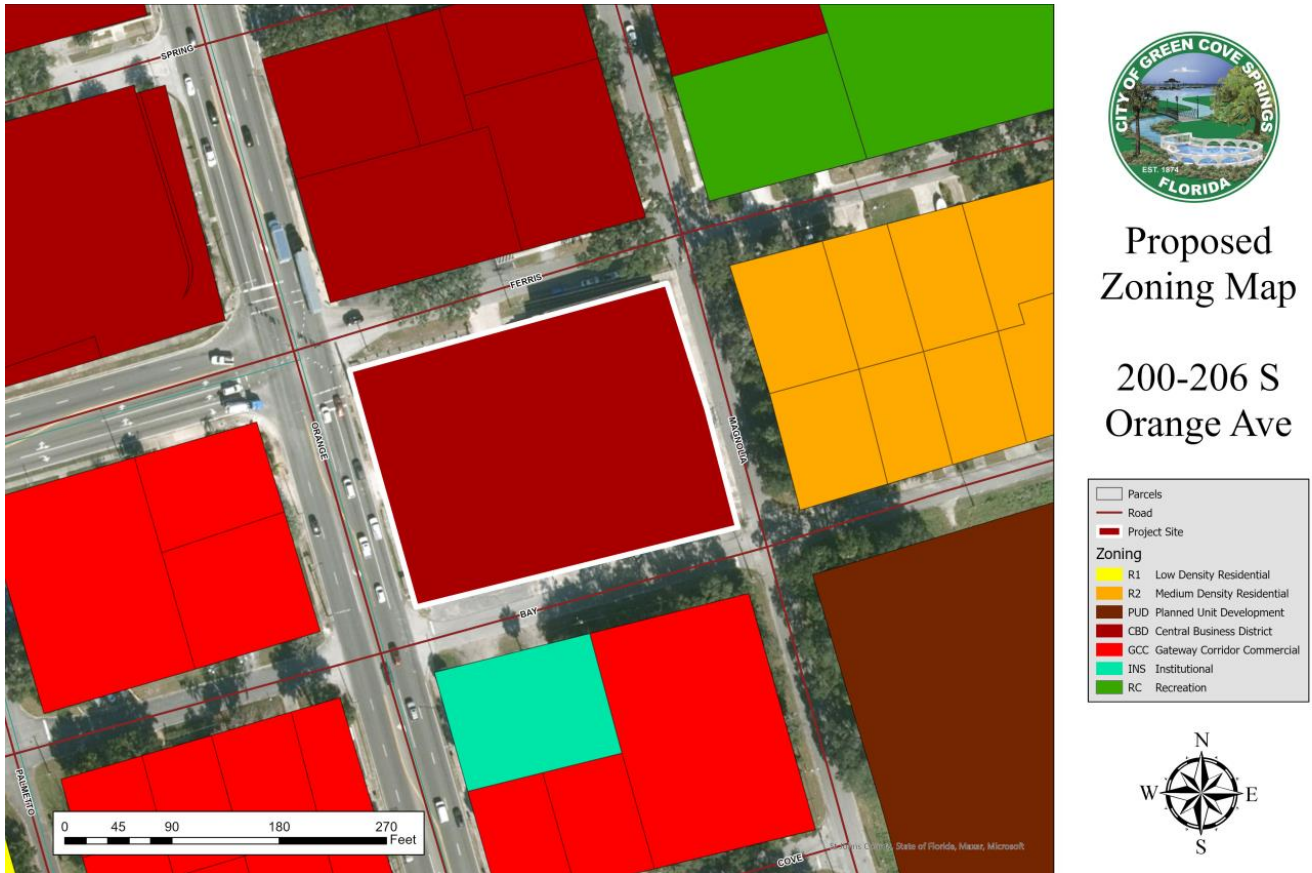 SPRING
FERRIS
ORANGE
MAGNOLIA
BAY
PALMETTO
COVE
0 45 90 180 270
Feet
County, State of Florida, Maxar, Microsoft
CITY OF GREEN COVE SPRINGS
EST. 1874
FLORIDA
Proposed
Zoning Map
200-206 S
Orange Ave
Parcels
Road
Project Site
Zoning
R1 Low Density Residential
R2 Medium Density Residential
PUD Planned Unit Development
CBD Central Business District
GCC Gateway Corridor Commercial
INS Institutional
RC Recreation
N
W E
S